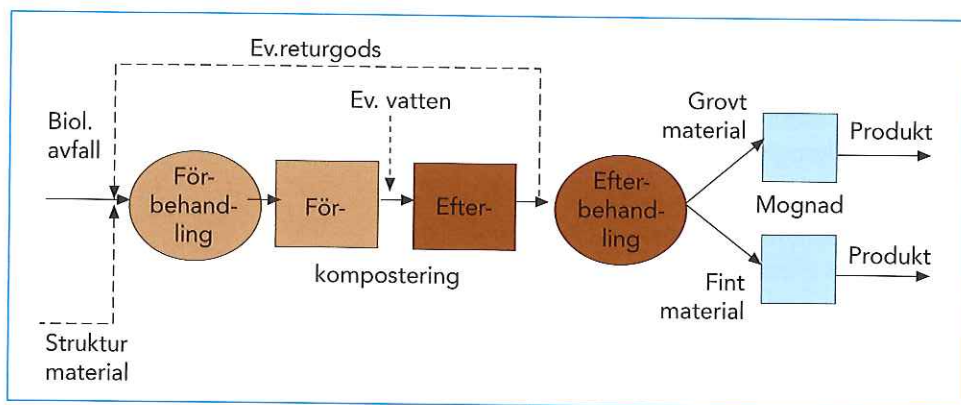 Ev.returgods
Ev. vatten
Biol.
avfall
För-
behand-
ling
För-
Efter-
kompostering
Efter-
behand-
ling
Grovt
material
Produkt
Mognad
Fint
material
Produkt
Struktur
material